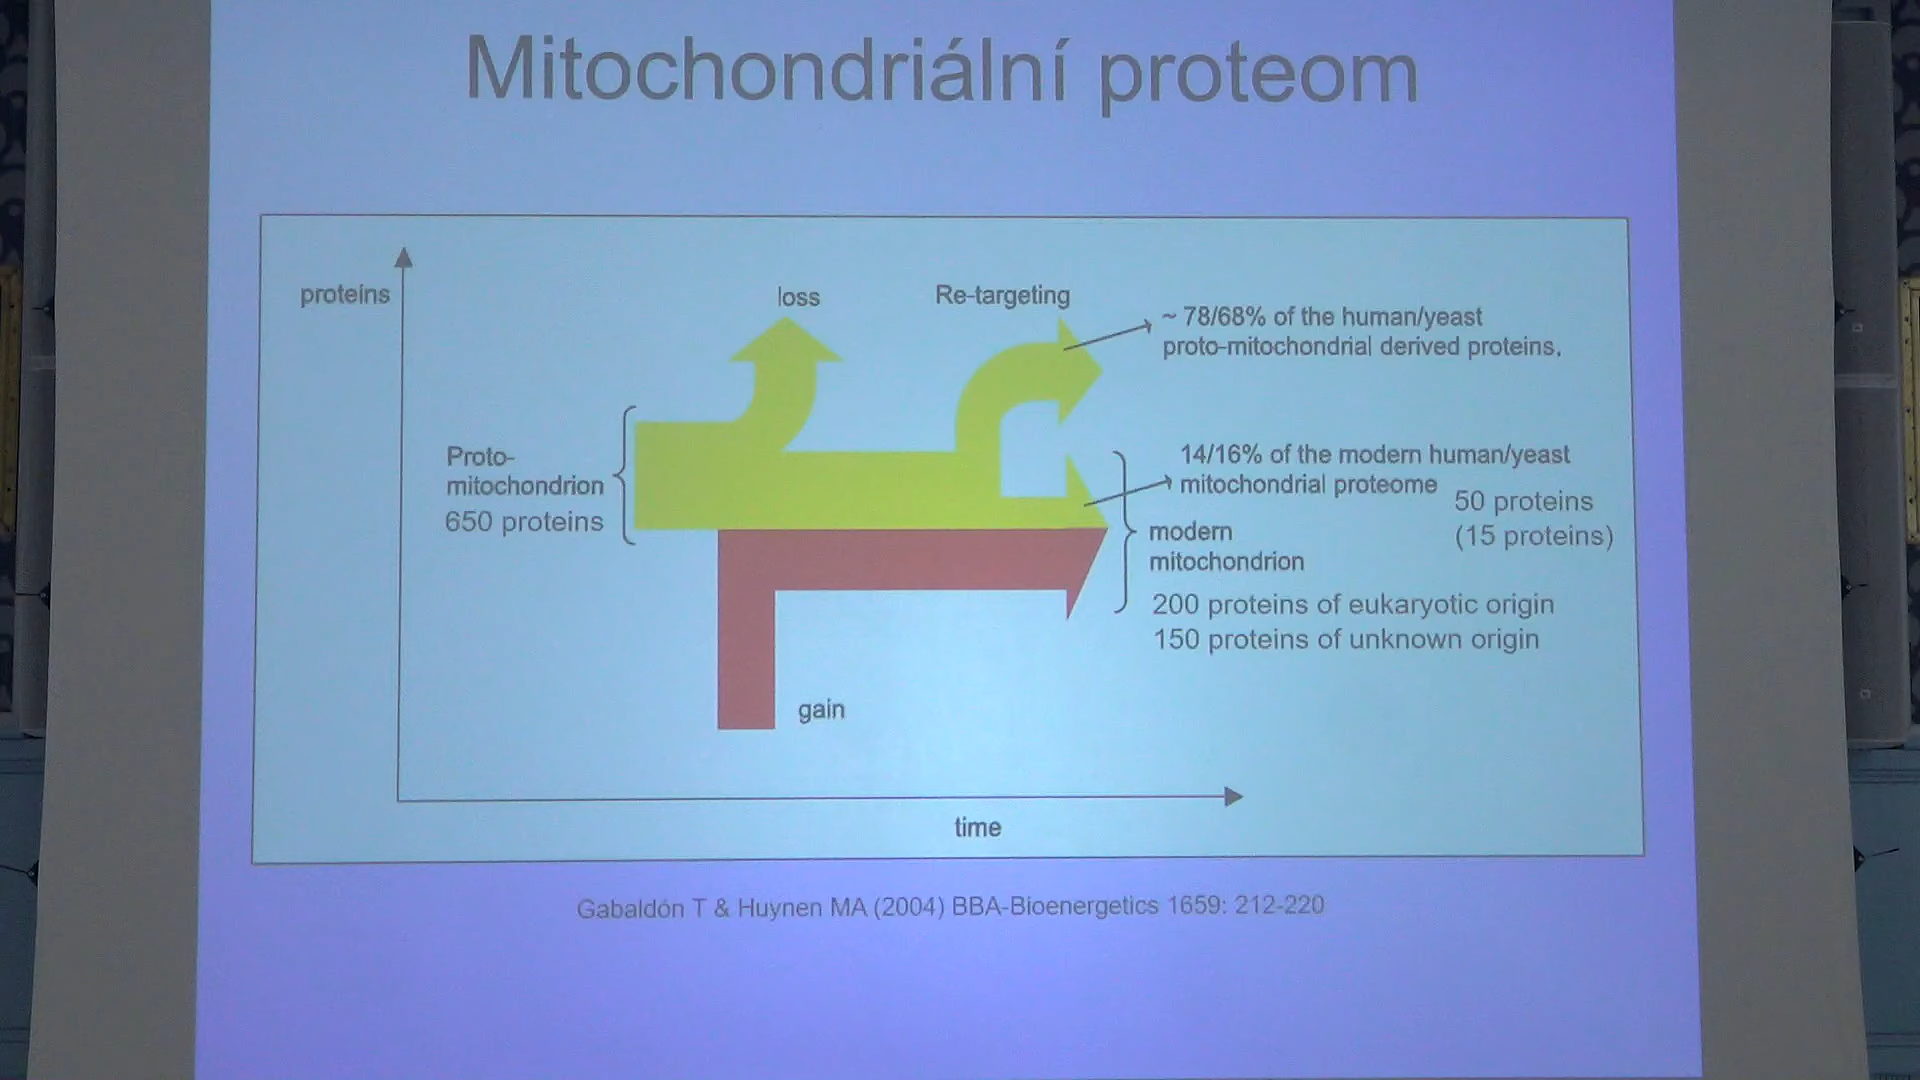 Mitochondriální proteom
proteins
loss
Re-targeting
~ 78/68% of the human/yeast
proto-mitochondrial derived proteins.
Proto-
mitochondrion
650 proteins
14/16% of the modern human/yeast
mitochondrial proteome
50 proteins
(15 proteins)
modern
mitochondrion
200 proteins of eukaryotic origin
150 proteins of unknown origin
gain
time
Gabaldón T & Huynen MA (2004) BBA-Bioenergetics 1659: 212-220